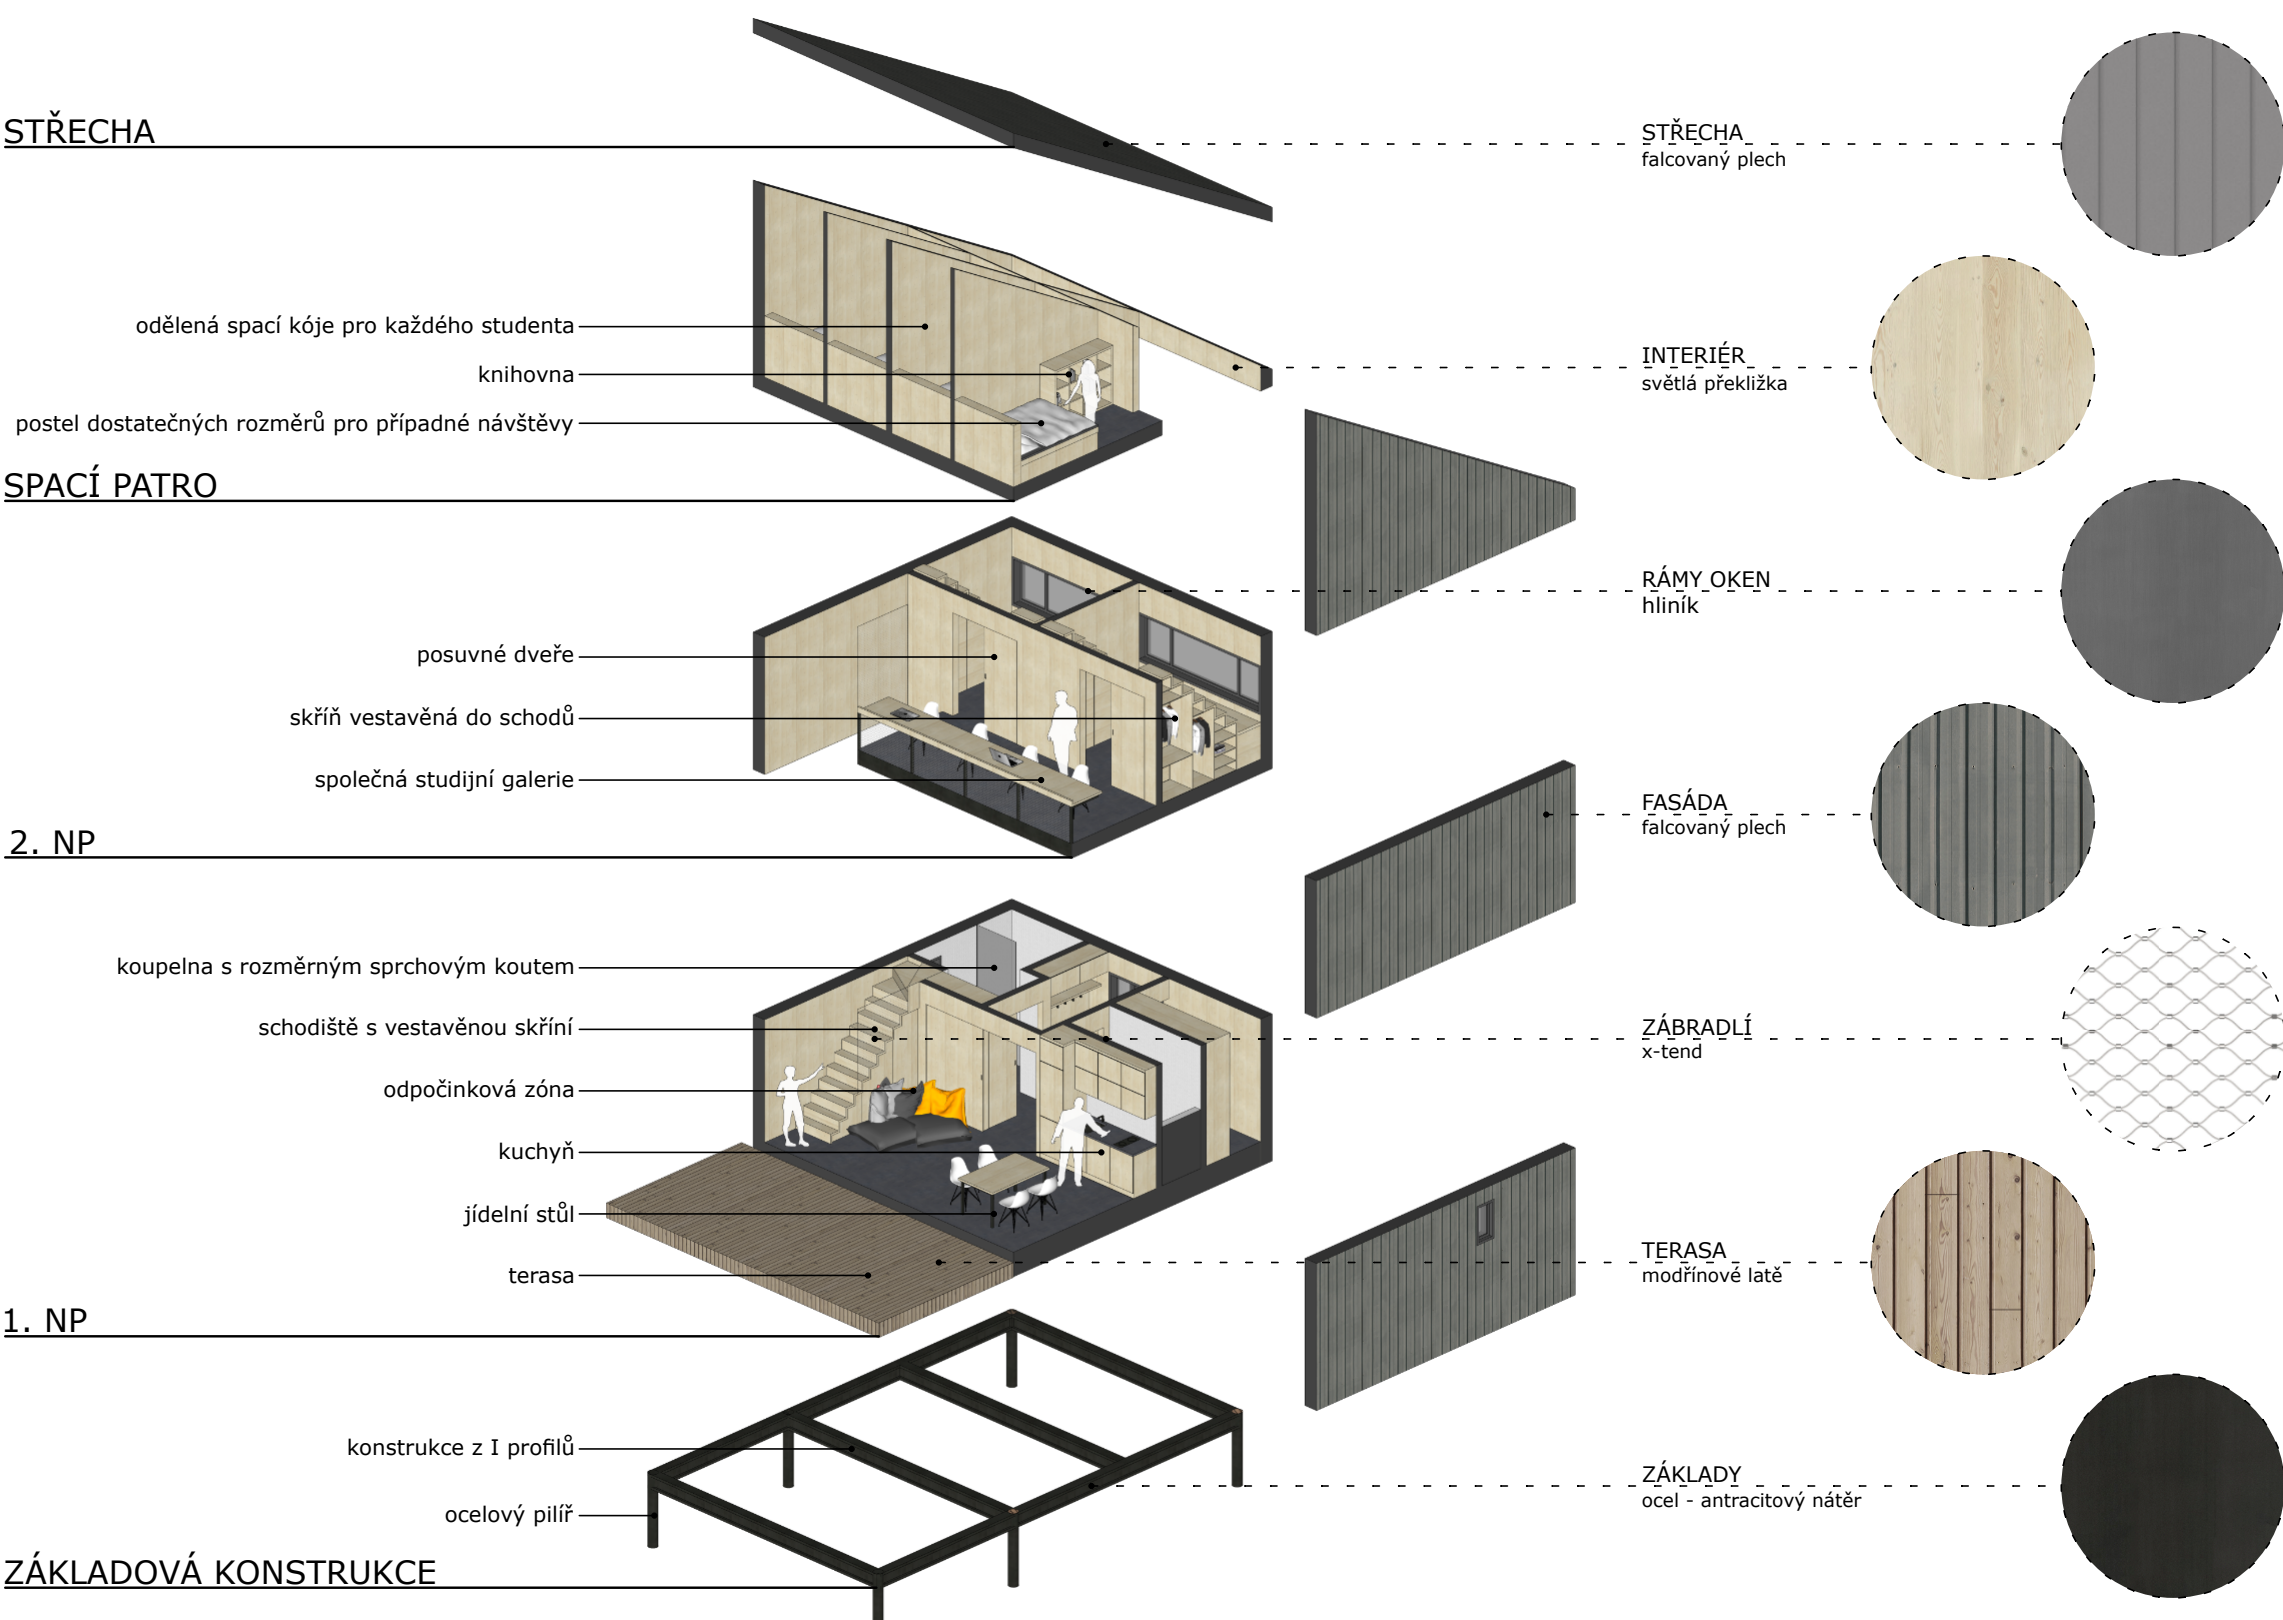 STŘECHA
odělená spací kóje pro každého studenta
knihovna
postel dostatečných rozměrů pro případné návštěvy
SPACÍ PATRO
posuvné dveře
skříň vestavěná do schodů
společná studijní galerie
2. NP
koupelna s rozměrným sprchovým koutem
schodiště s vestavěnou skříní
odpočinková zóna
kuchyň
jídelní stůl
terasa
1. NP
konstrukce z I profilů
ocelový pilíř
ZÁKLADOVÁ KONSTRUKCE
STŘECHA
falcovaný plech
INTERIÉR
světlá překližka
RÁMY OKEN
hliník
FASÁDA
falcovaný plech
ZÁBRADLÍ
x-tend
TERASA
modřínové latě
ZÁKLADY
ocel - antracitový nátěr